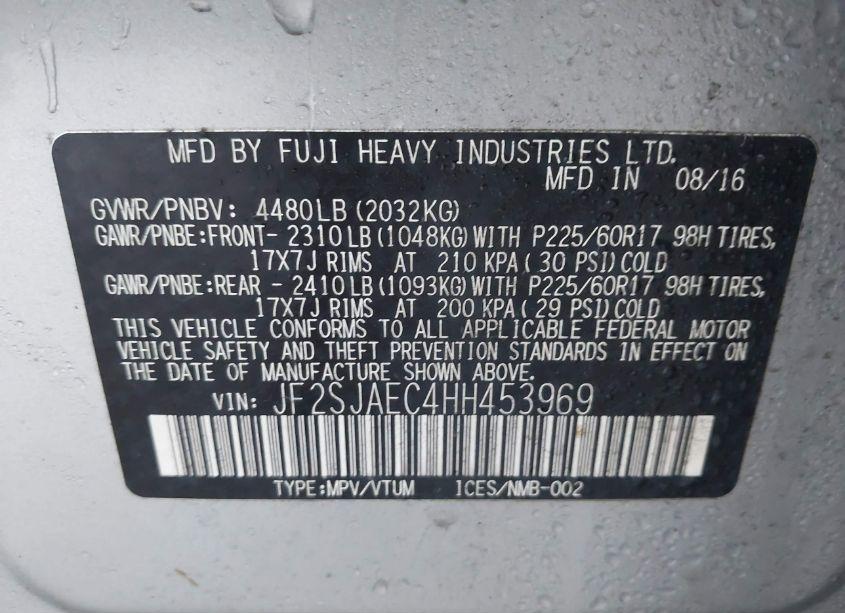 MFD BY FUJI HEAVY INDUSTRIES LTD.
MFD IN 08/16
GVWR/PNBV: 4480LB (2032KG)
GAWR/PNBE:FRONT- 2310LB (1048KG) WITH P225/60R17 98H TIRES,
17X7J RIMS AT 210 KPA (30 PSI) COLD
GAWR/PNBE:REAR - 2410LB (1093KG) WITH P225/60R17 98H TIRES,
17X7J RIMS AT 200 KPA (29 PSI) COLD
THIS VEHICLE CONFORMS TO ALL APPLICABLE FEDERAL MOTOR
VEHICLE SAFETY AND THEFT PREVENTION STANDARDS IN EFFECT ON
THE DATE OF MANUFACTURE SHOWN ABOVE.
VIN: JF2SJAEC4HH453969
TYPE:MPV/VTUM ICES/NMB-002